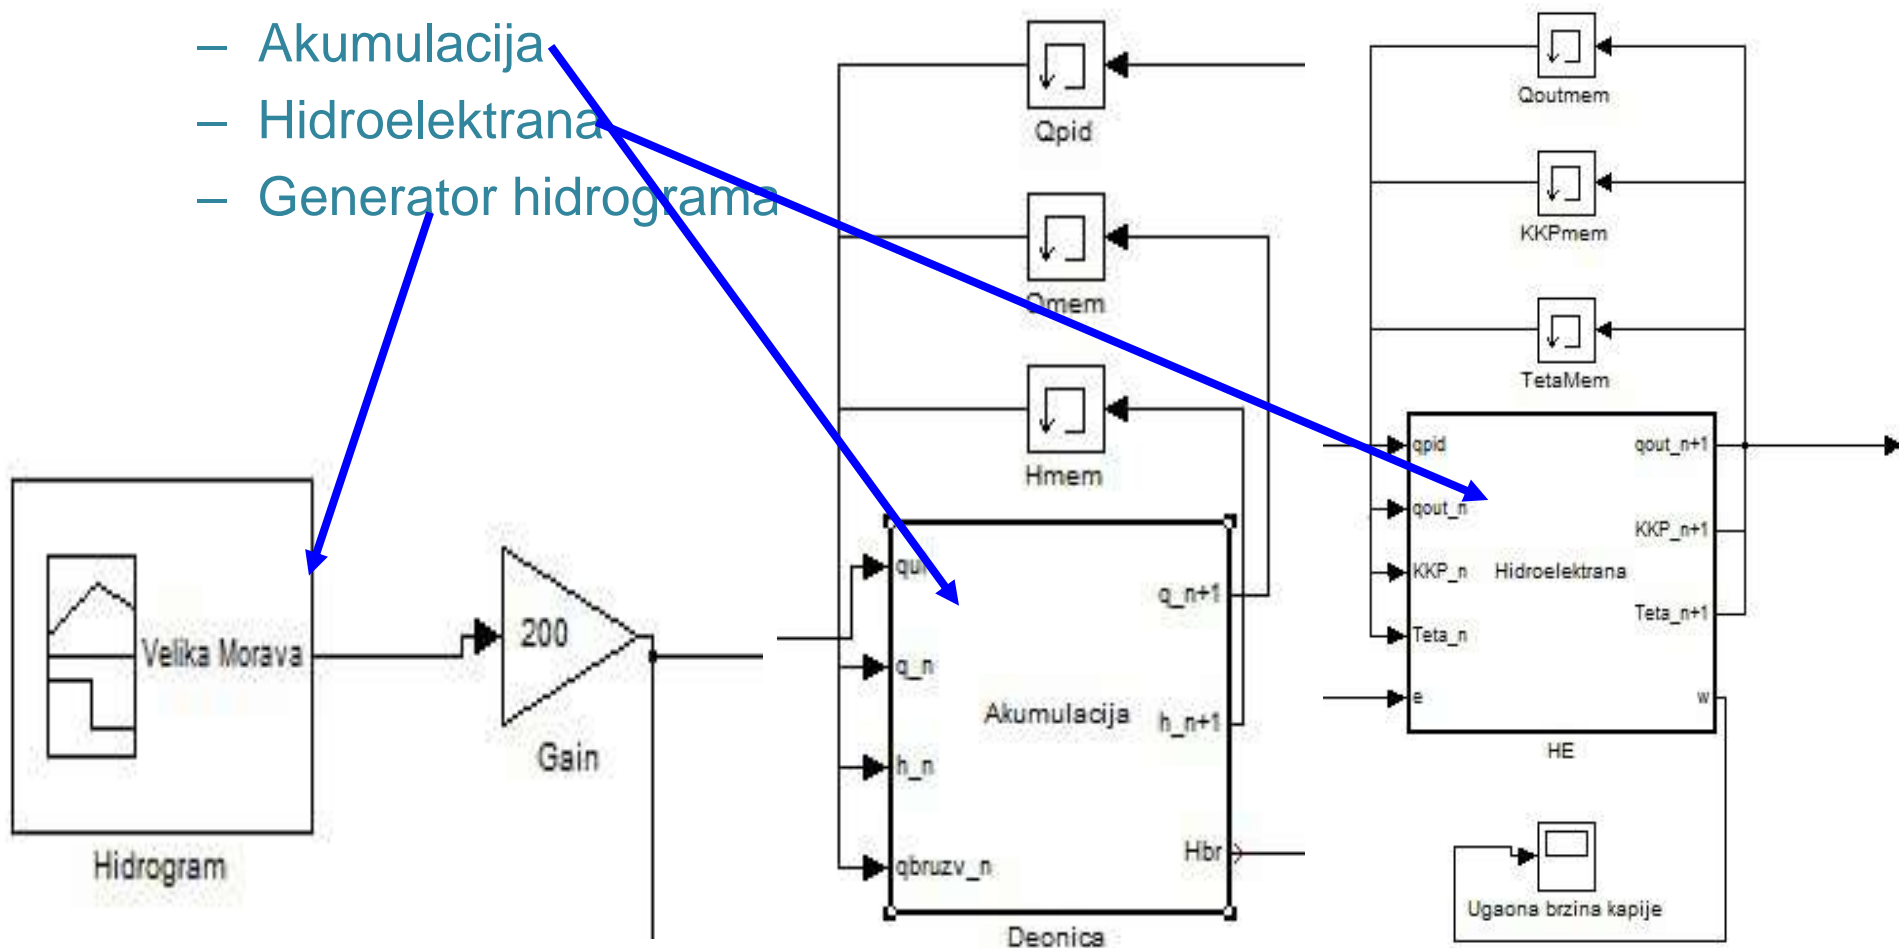 – Akumulacija
– Hidroelektrana
– Generator hidrograma
Velika Morava
Hidrogram
200
Gain
Qpid
Qmem
Hmem
q_n
h_n
qbruzv_n
Akumulacija
q_n+1
h_n+1
Hbr
Deonica
Qoutmem
KKPmem
TetaMem
qpid
qout_n
KKP_n
Teta_n
e
Hidroelektrana
qout_n+1
KKP_n+1
Teta_n+1
w
HE
Ugaona brzina kapije